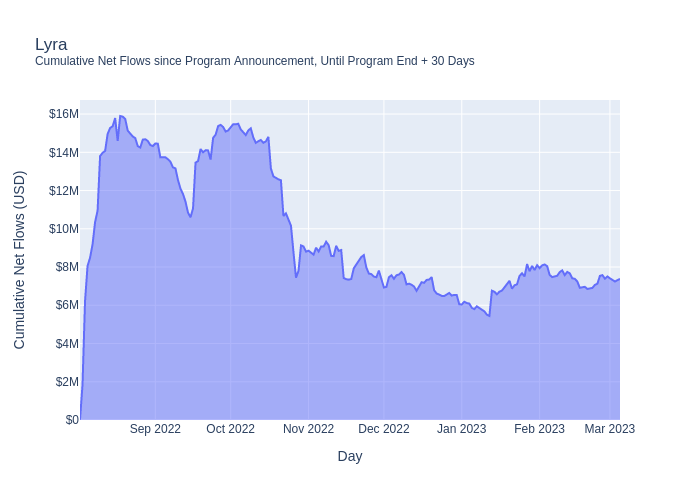 Lyra
Cumulative Net Flows since Program Announcement, Until Program End + 30 Days
Cumulative Net Flows (USD)
$16M
$14M
$12M
$10M
$8M
$6M
$4M
$2M
$0
Sep 2022 Oct 2022 Nov 2022 Dec 2022 Jan 2023 Feb 2023 Mar 2023
Day